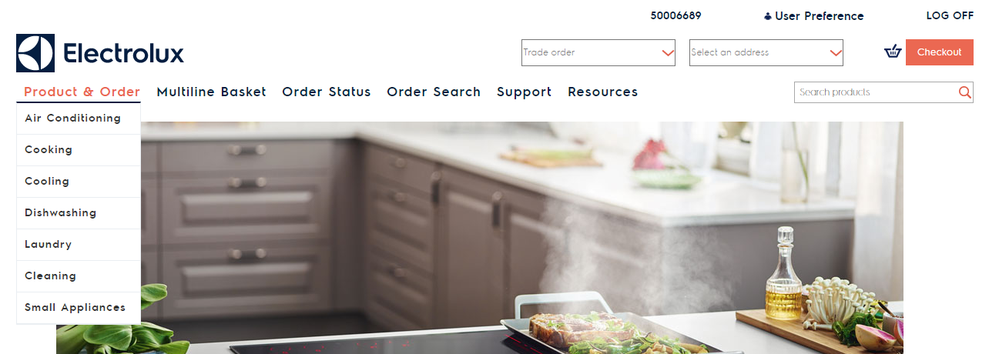 50006689 User Preference LOG OFF
Electrolux
Trade order Select an address Checkout
Product & Order Multiline Basket Order Status Order Search Support Resources Search products
Air Conditioning
Cooking
Cooling
Dishwashing
Laundry
Cleaning
Small Appliances